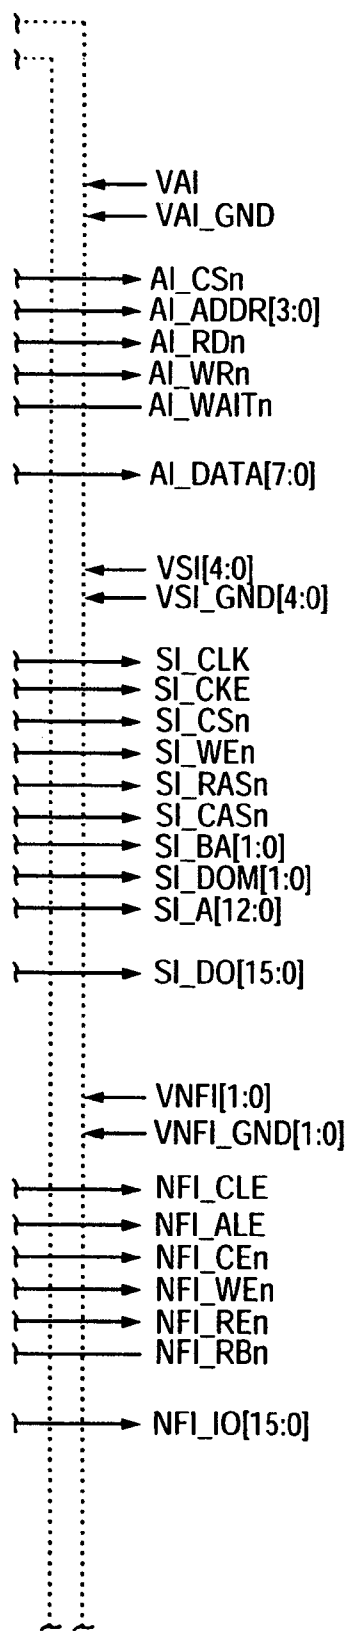 VAI
VAI_GND
AI_CSn
AI_ADDR[3:0]
AI_RDn
AI_WRn
AI_WAITn
AI_DATA[7:0]
VSI[4:0]
VSI_GND[4:0]
SI_CLK
SI_CKE
SI_CSn
SI_WEn
SI_RASn
SI_CASn
SI_BA[1:0]
SI_DOM[1:0]
SI_A[12:0]
SI_DO[15:0]
VNFI[1:0]
VNFI_GND[1:0]
NFI_CLE
NFI_ALE
NFI_CEn
NFI_WEn
NFI_REn
NFI_RBn
NFI_IO[15:0]